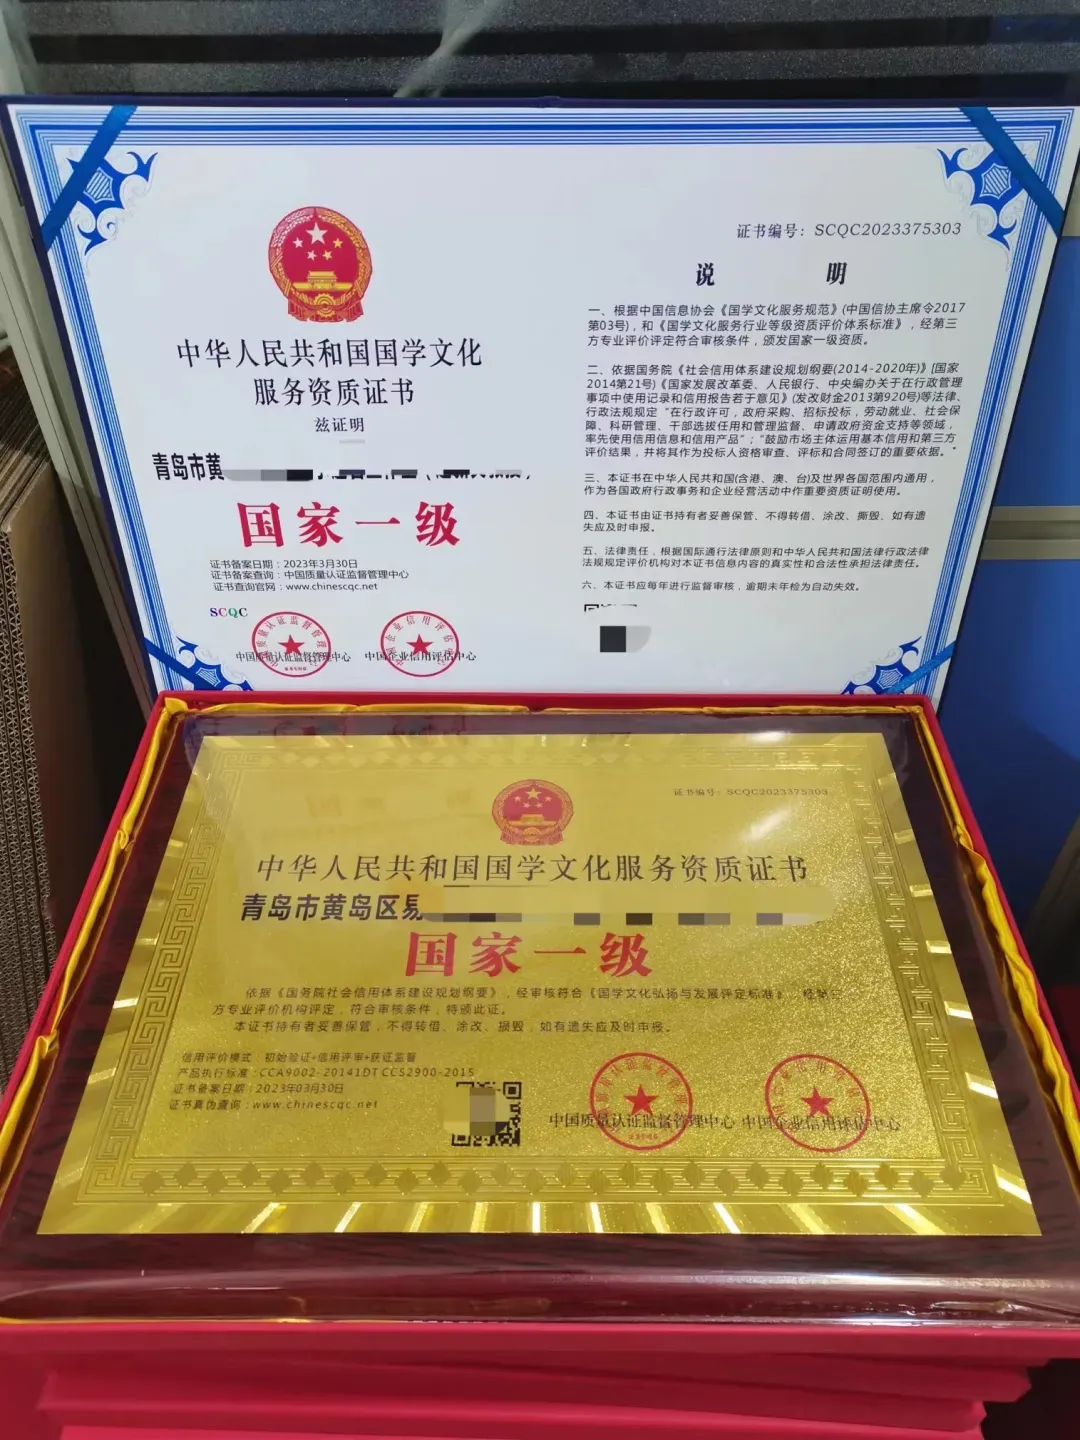 中华人民共和国国学文化
服务资质证书
兹证明
青岛市黄
国家一级
证书备案日期：2023年3月30日
证书备案查询：中国质量认证监督管理中心
证书查询官网：www.chinescqc.net
SCQC
中国质量认证监督管理中心 中国企业信用评估中心
证书编号：SCQC2023375303
说 明
一、根据中国信息协会《国学文化服务规范》(中国信协主席令2017
第03号)，和《国学文化服务行业等级资质评价体系标准》，经第三
方专业评价评定符合审核条件，颁发国家一级资质。
二、依据国务院《社会信用体系建设规划纲要(2014-2020年)》[国家
2014第21号)《国家发展改革委、人民银行、中央编办关于在行政管理
事项中使用记录和信用报告若干意见》(发改财金2013第920号)等法律、
行政法规规定“在行政许可，政府采购、招标投标，劳动就业、社会保
障、科研管理、干部选拔任用和管理监督、申请政府资金支持等领域，
率先使用信用信息和信用产品”；“鼓励市场主体运用基本信用和第三方
评价结果，并将其作为投标人资格审查、评标和合同签订的重要依据。”
三、本证书在中华人民共和国(含港、澳、台)及世界各国范围内通用，
作为各国政府行政事务和企业经营活动中作重要资质证明使用。
四、本证书由证书持有者妥善保管、不得转借、涂改、撕毁、如有遗
失应及时申报。
五、法律责任，根据国际通行法律原则和中华人民共和国法律行政法律
法规规定评价机构对本证书信息内容的真实性和合法性承担法律责任。
六、本证书应每年进行监督审核，逾期未年检为自动失效。
证书编号：SCQC2023375303
中华人民共和国国学文化服务资质证书
青岛市黄岛区易
国家一级
依据《国务院社会信用体系建设规划纲要》，经审核符合《国学文化弘扬与发展评定标准》，经第三
方专业评价机构评定，符合审核条件，特颁此证。
本证书持有者妥善保管，不得转借、涂改、损毁，如有遗失应及时申报。
信用评价模式：初始验证+信用评审+获证监督
产品执行标准：CCA9002-20141DT CCS2900-2015
证书备案日期：2023年03月30日
证书真伪查询：www.chinescqc.net
中国质量认证监督管理中心 中国企业信用评估中心